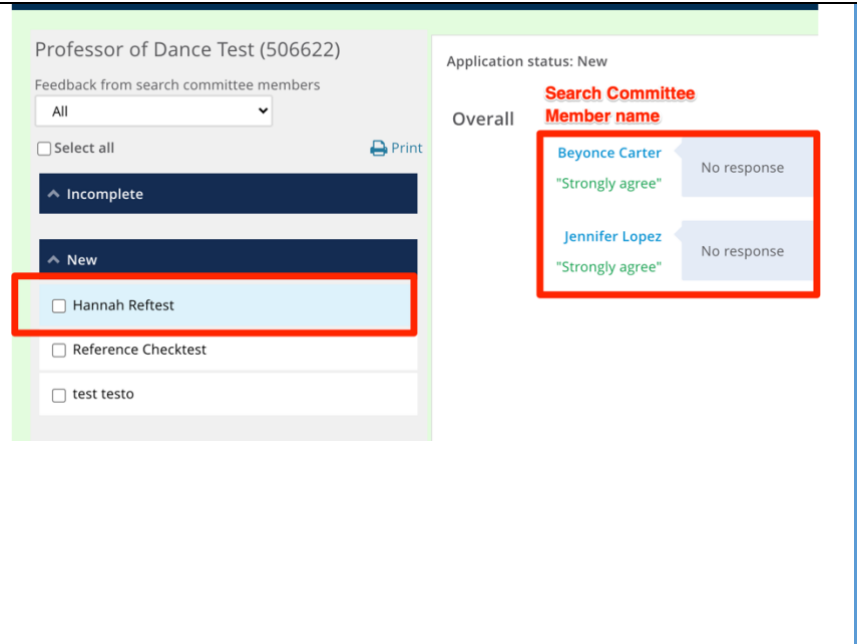 Professor of Dance Test (506622)
Feedback from search committee members
All
Select all
Print
Incomplete
New
Hannah Reftest
Reference Checktest
test testo
Application status: New
Search Committee
Member name
Overall
Beyonce Carter
"Strongly agree"
No response
Jennifer Lopez
"Strongly agree"
No response